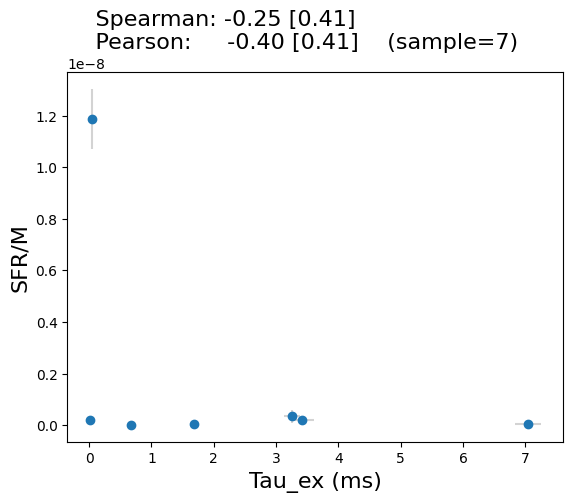 Spearman: -0.25 [0.41]
Pearson: -0.40 [0.41] (sample=7)
1e−8
1.2
1.0
0.8
0.6
0.4
0.2
0.0
SFR/M
0 1 2 3 4 5 6 7
Tau_ex (ms)